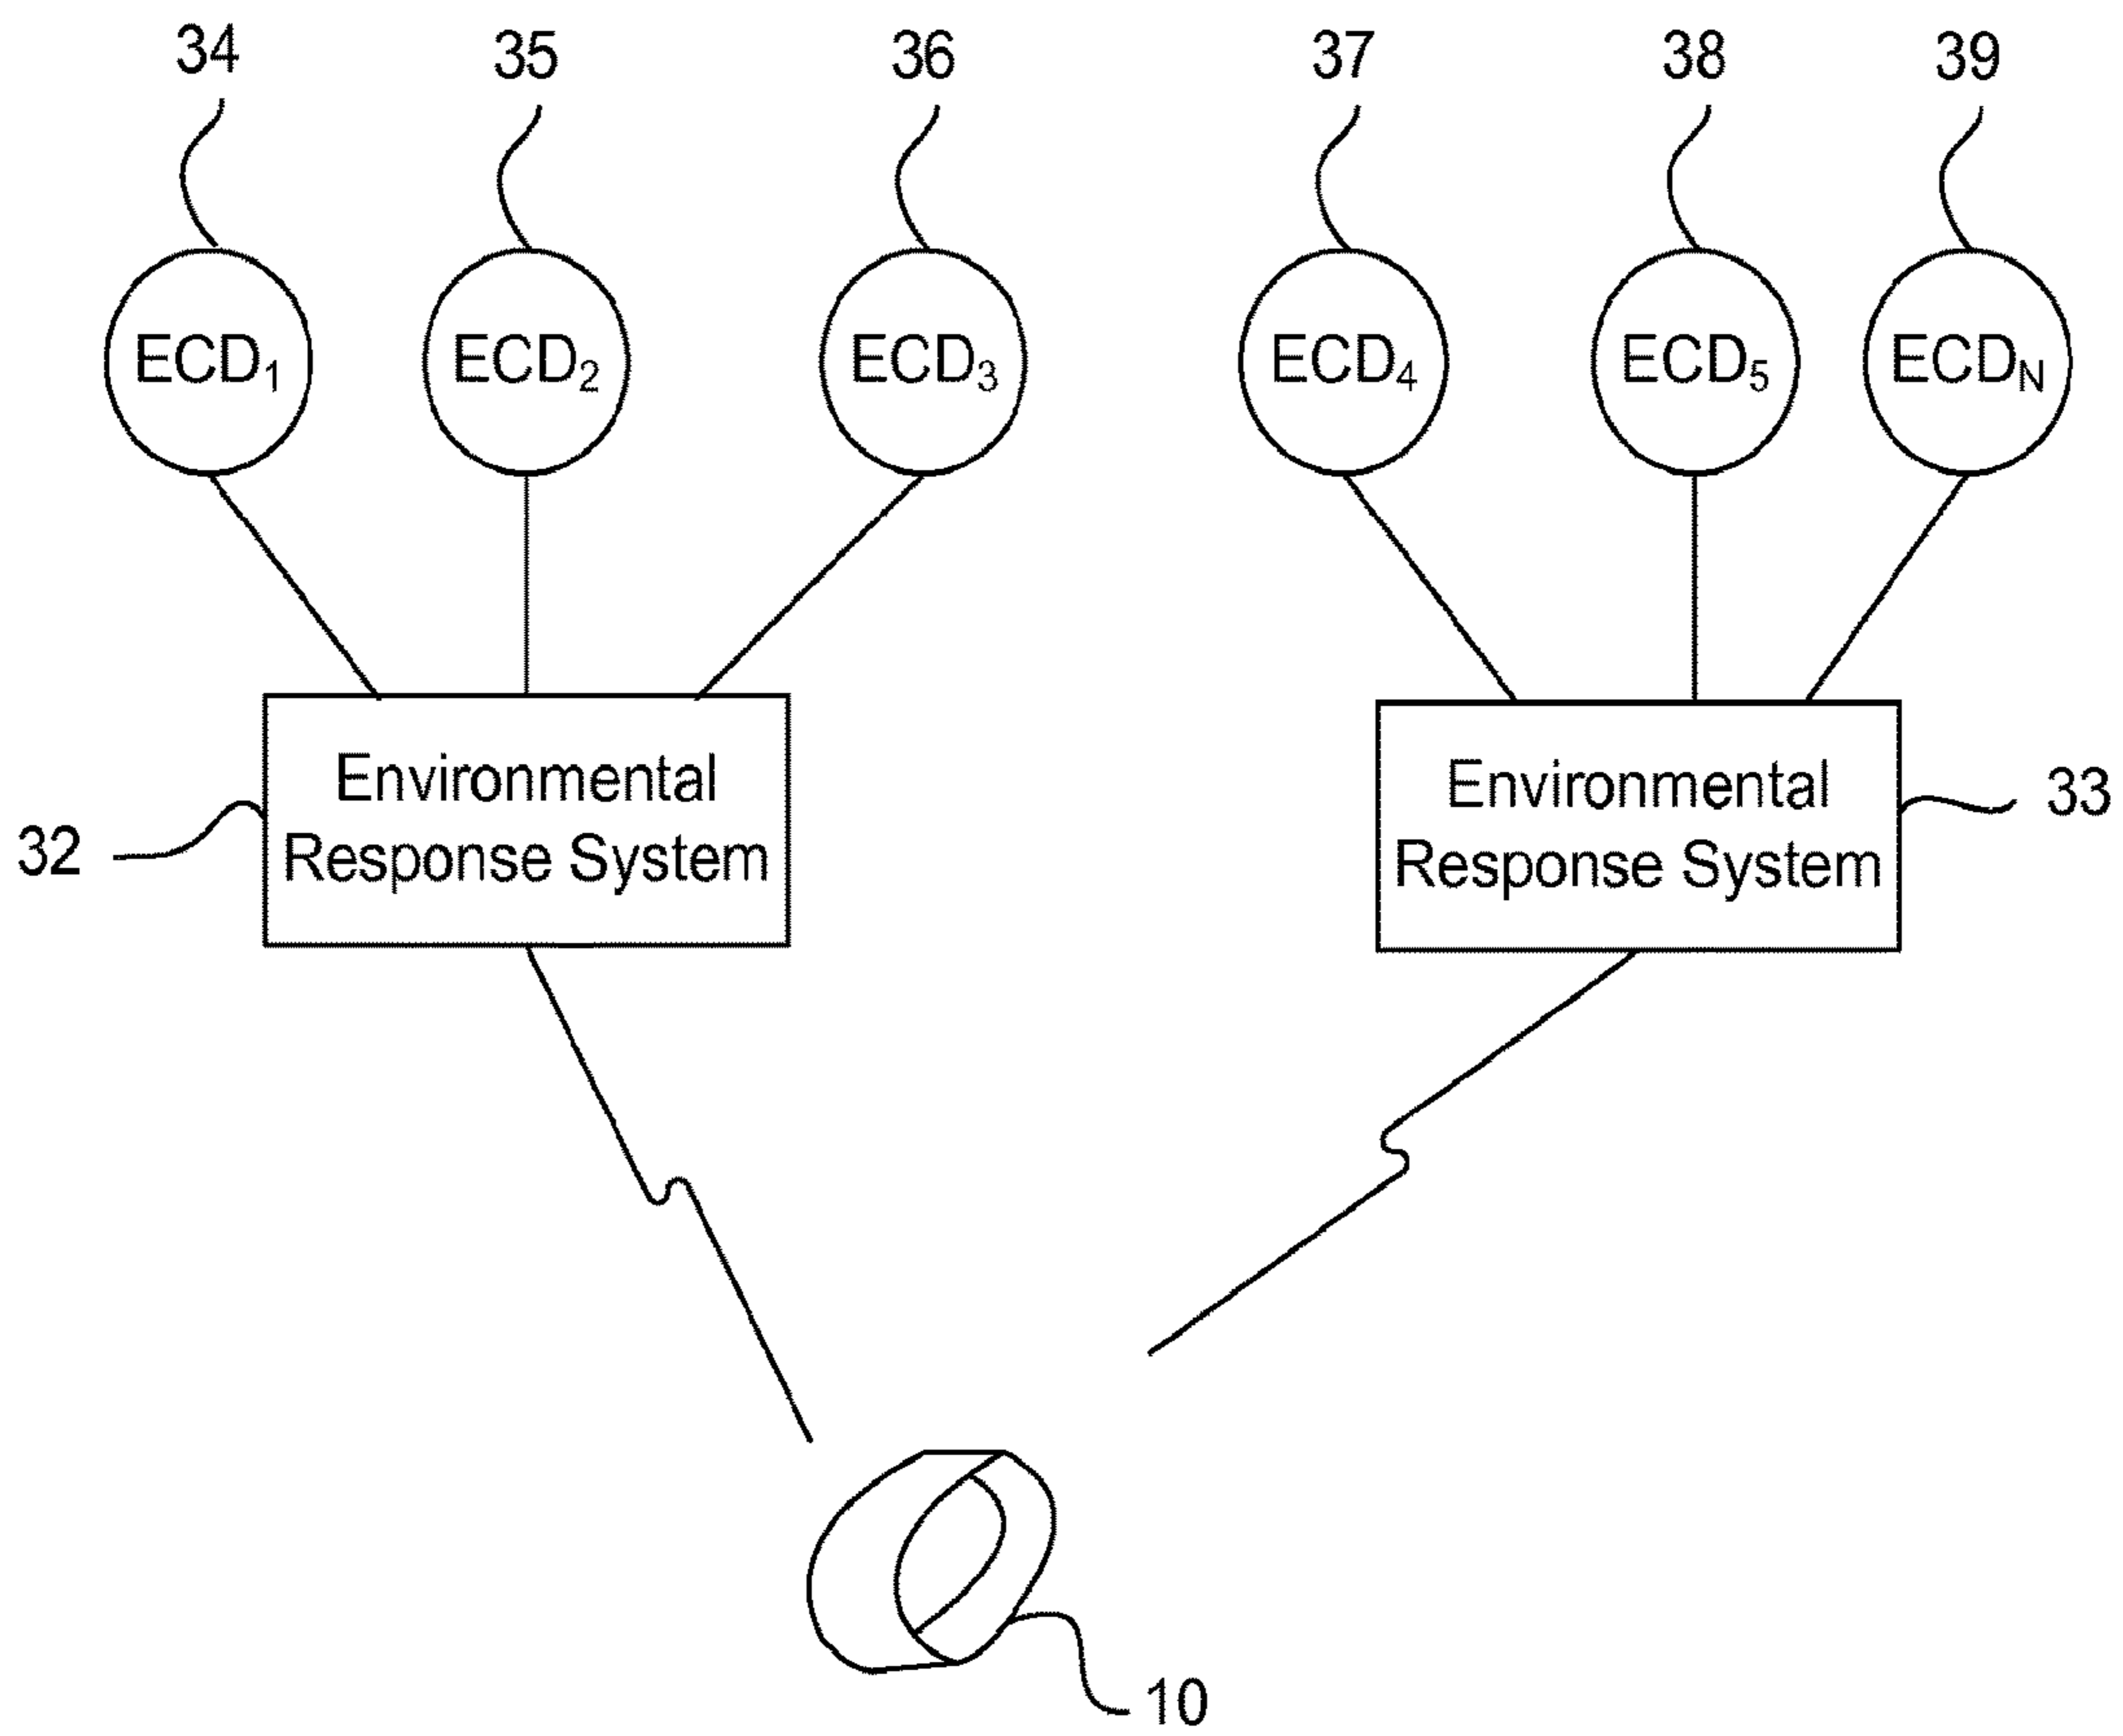 34 35 36 37 38 39
ECD₁ ECD₂ ECD₃ ECD₄ ECD₅ ECD_N
Environmental
Response System
32
Environmental
Response System
33
10